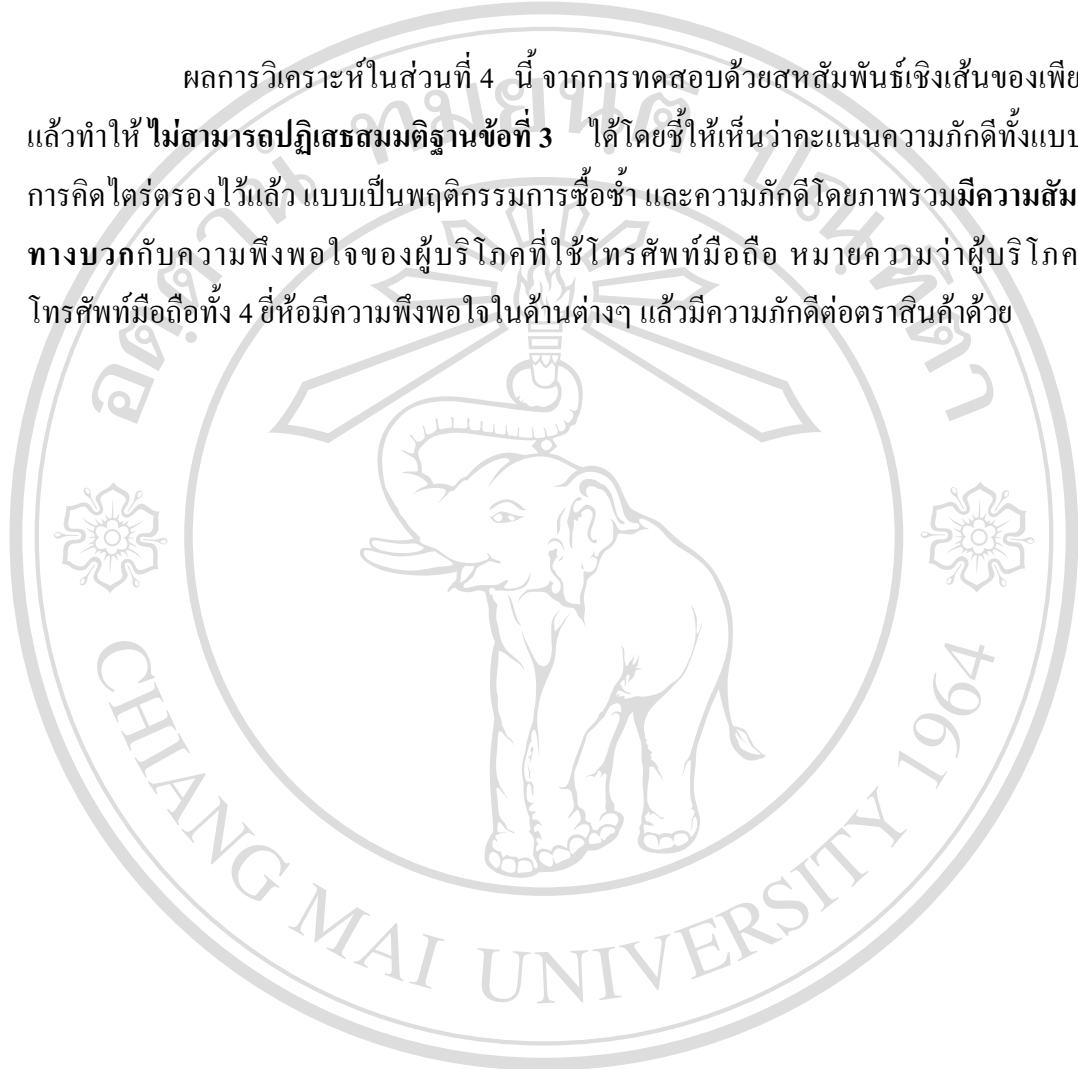 ผลการวิเคราะห์ในส่วนที่ 4 นี้ จากการทดสอบด้วยสหสัมพันธ์เชิงเส้นของเพีย
แล้วทำให้ ไม่สามารถปฏิเสธสมมติฐานข้อที่ 3 ได้โดยชี้ให้เห็นว่าคะแนนความภักดีทั้งแบบ
การคิดไตร่ตรองไว้แล้ว แบบเป็นพฤติกรรมการซื้อซ้ำ และความภักดีโดยภาพรวมมีความสัม
ทางบวกกับความพึงพอใจของผู้บริโภคที่ใช้โทรศัพท์มือถือ หมายความว่าผู้บริโภค
โทรศัพท์มือถือทั้ง 4 ยี่ห้อมีความพึงพอใจในด้านต่างๆ แล้วมีความภักดีต่อตราสินค้าด้วย
อตฺตานํ ทมยนฺติ ปณฺฑิตา
CHIANG MAI UNIVERSITY 1964